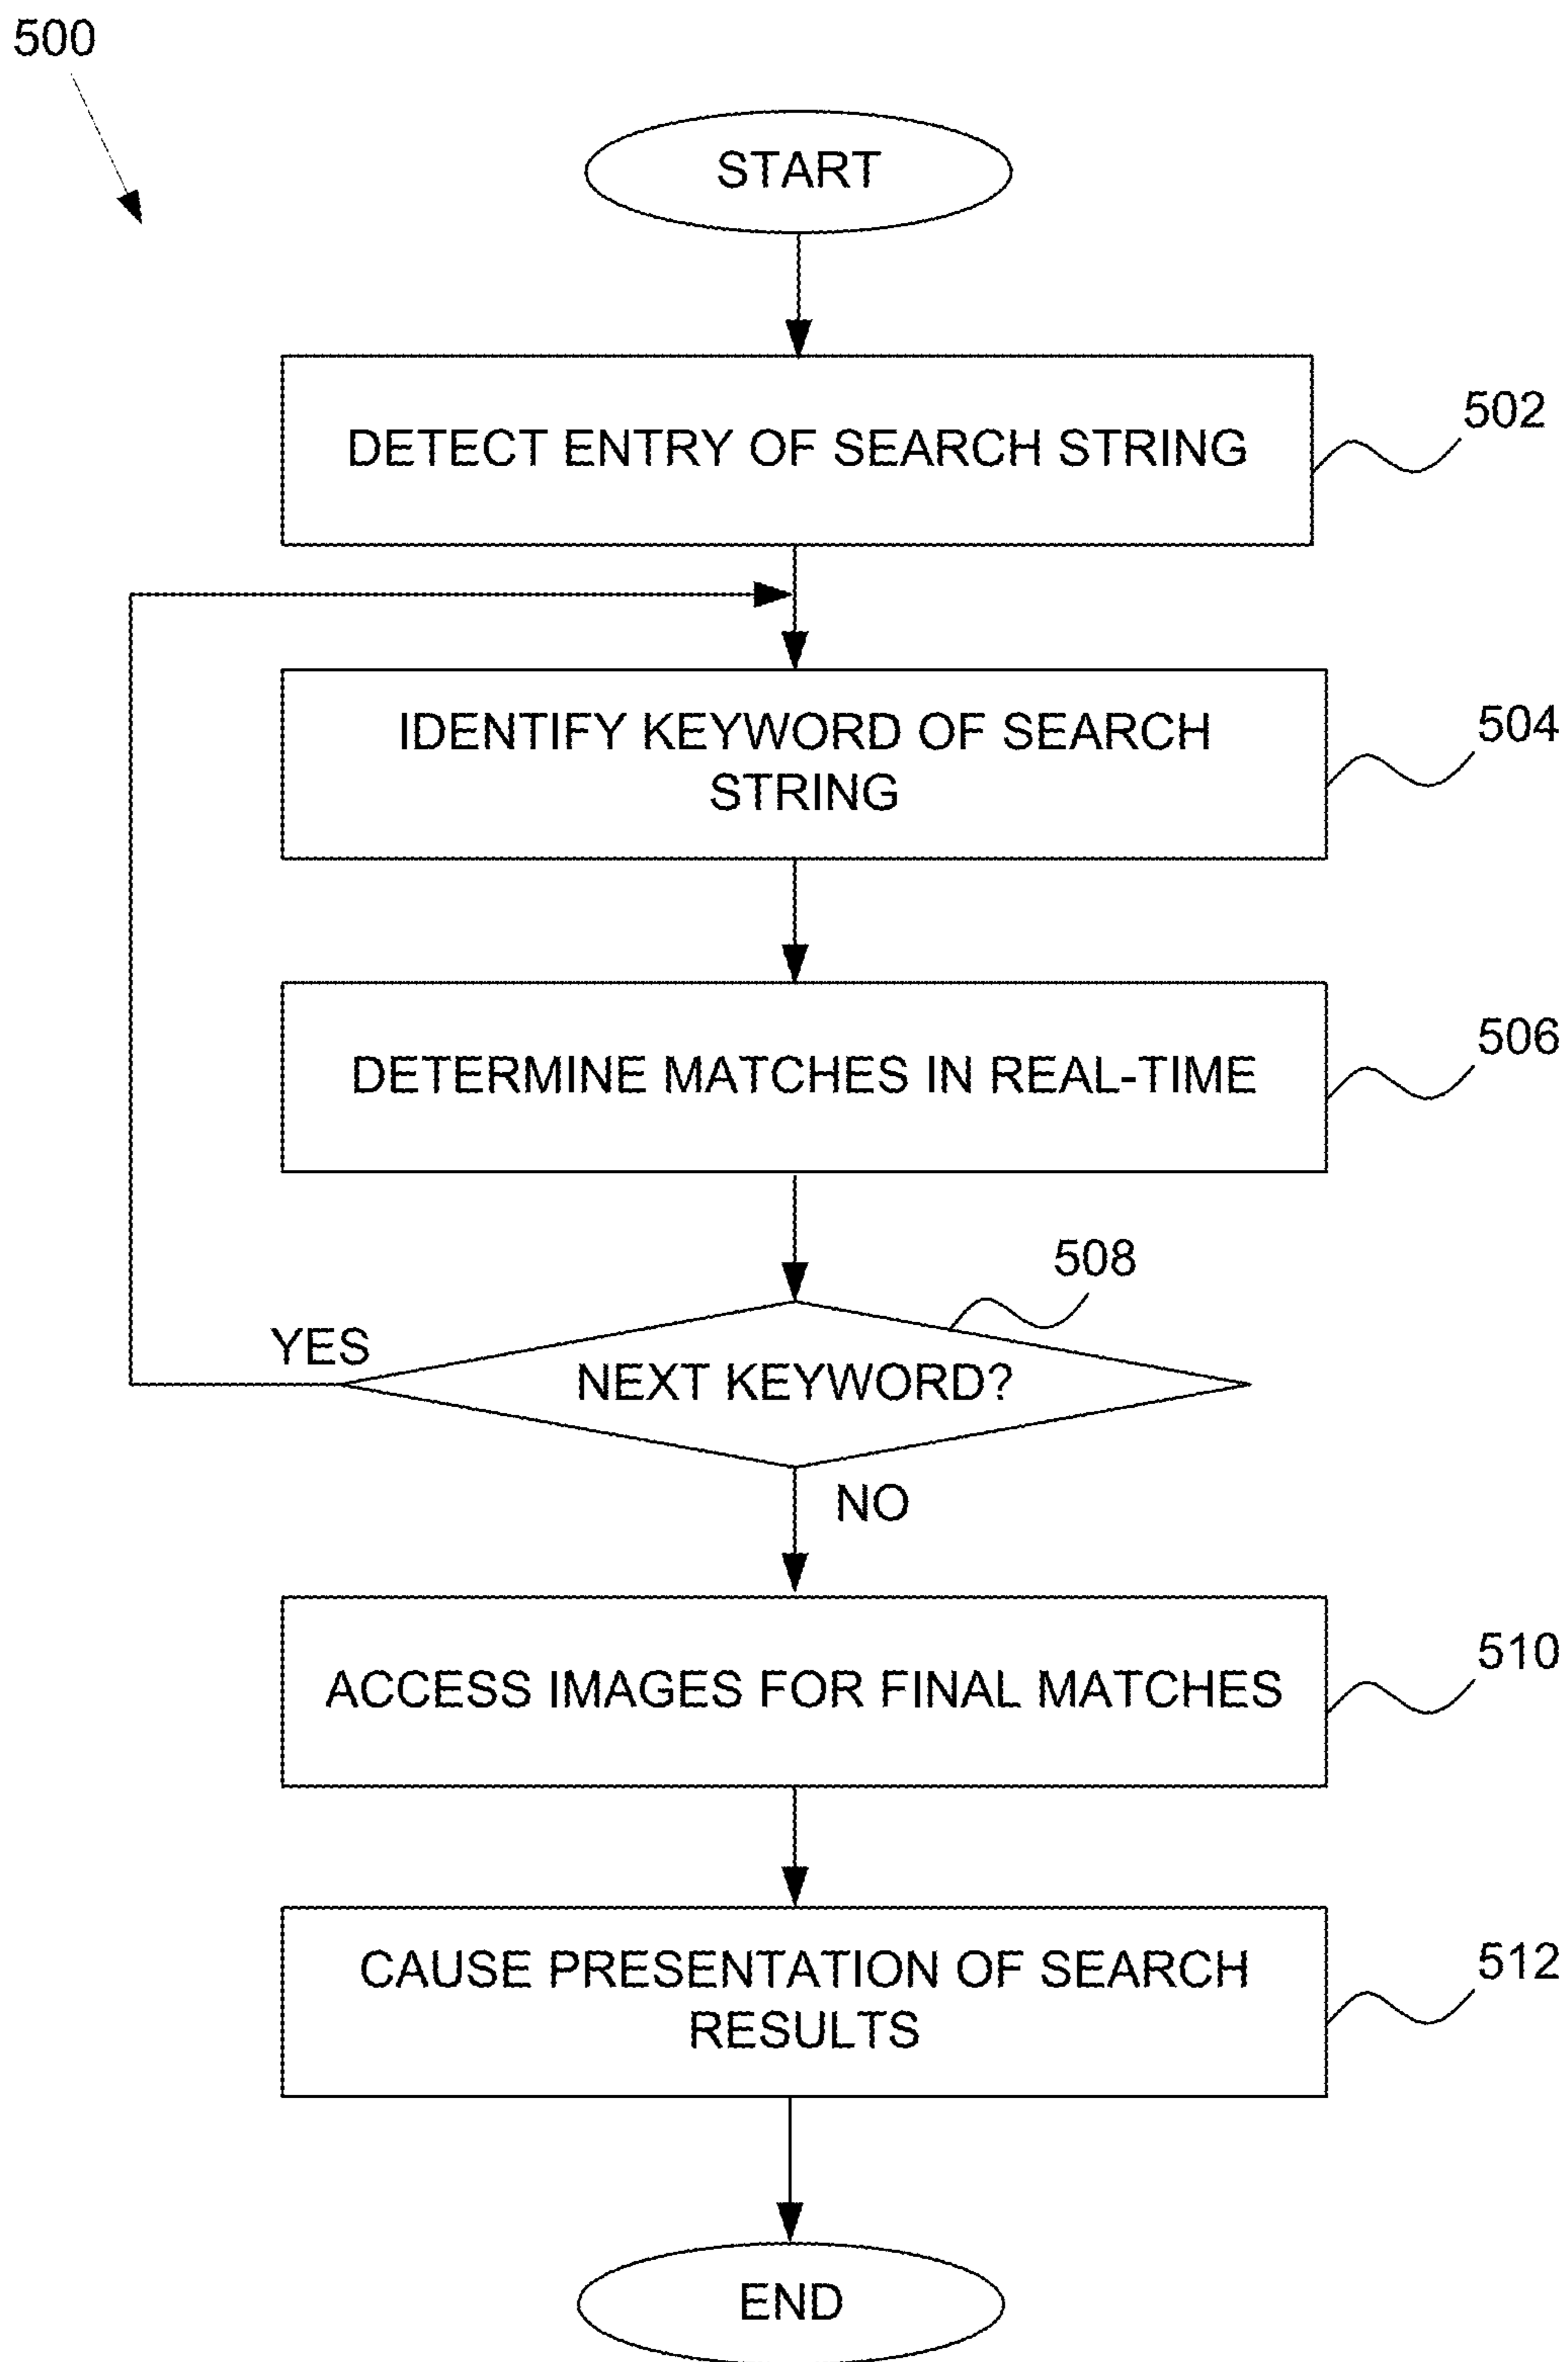 500
START
DETECT ENTRY OF SEARCH STRING
502
IDENTIFY KEYWORD OF SEARCH
STRING
504
DETERMINE MATCHES IN REAL-TIME
506
508
YES
NEXT KEYWORD?
NO
ACCESS IMAGES FOR FINAL MATCHES
510
CAUSE PRESENTATION OF SEARCH
RESULTS
512
END